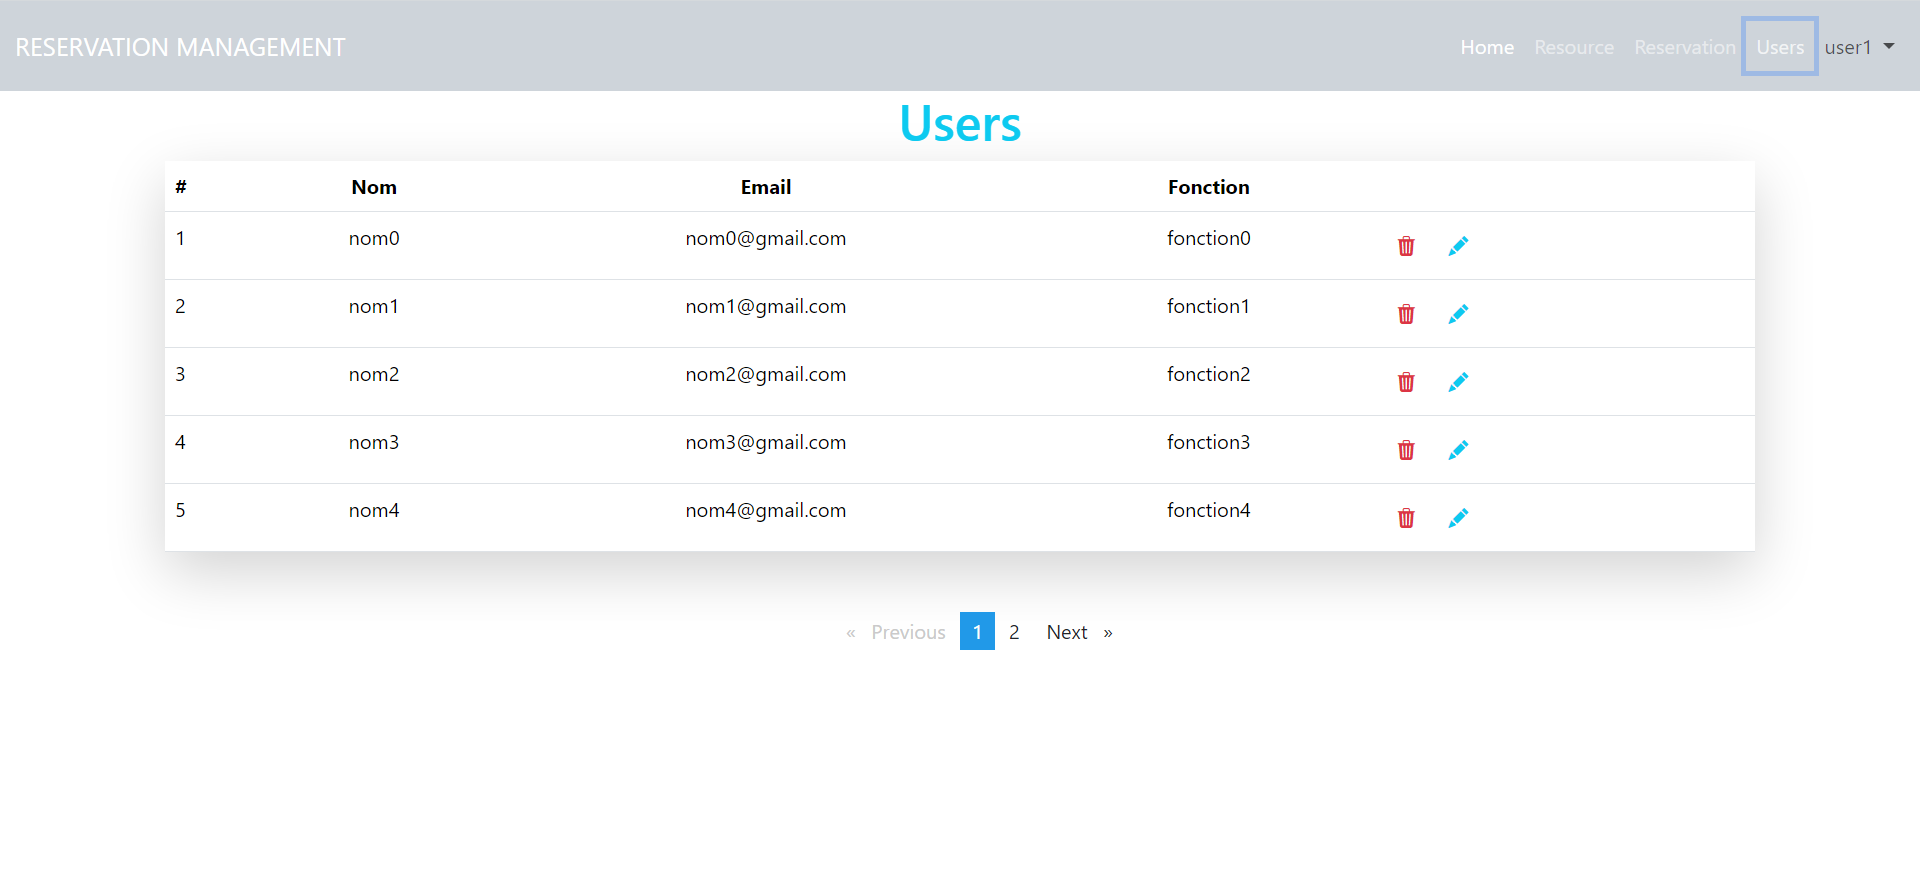 RESERVATION MANAGEMENT Home Resource Reservation Users user1
Users
# Nom Email Fonction
1 nom0 nom0@gmail.com fonction0
2 nom1 nom1@gmail.com fonction1
3 nom2 nom2@gmail.com fonction2
4 nom3 nom3@gmail.com fonction3
5 nom4 nom4@gmail.com fonction4
« Previous 1 2 Next »